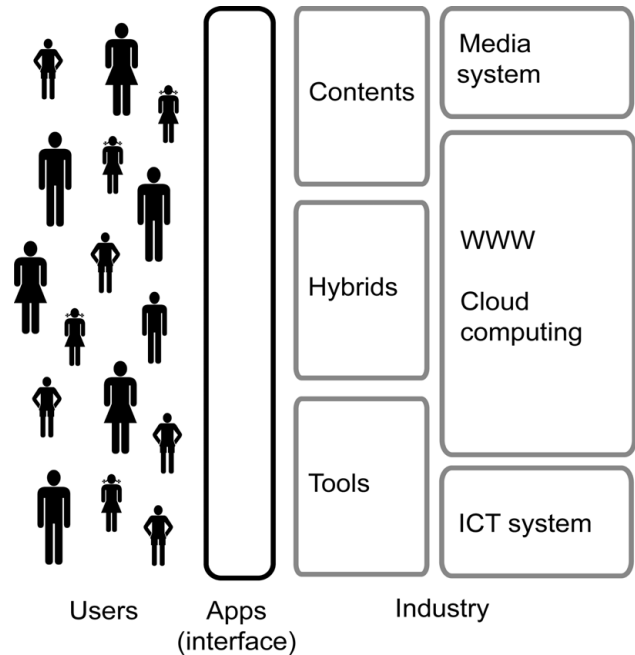 Contents
Media
system
Hybrids
WWW
Cloud
computing
Tools
ICT system
Users
Apps
(interface)
Industry